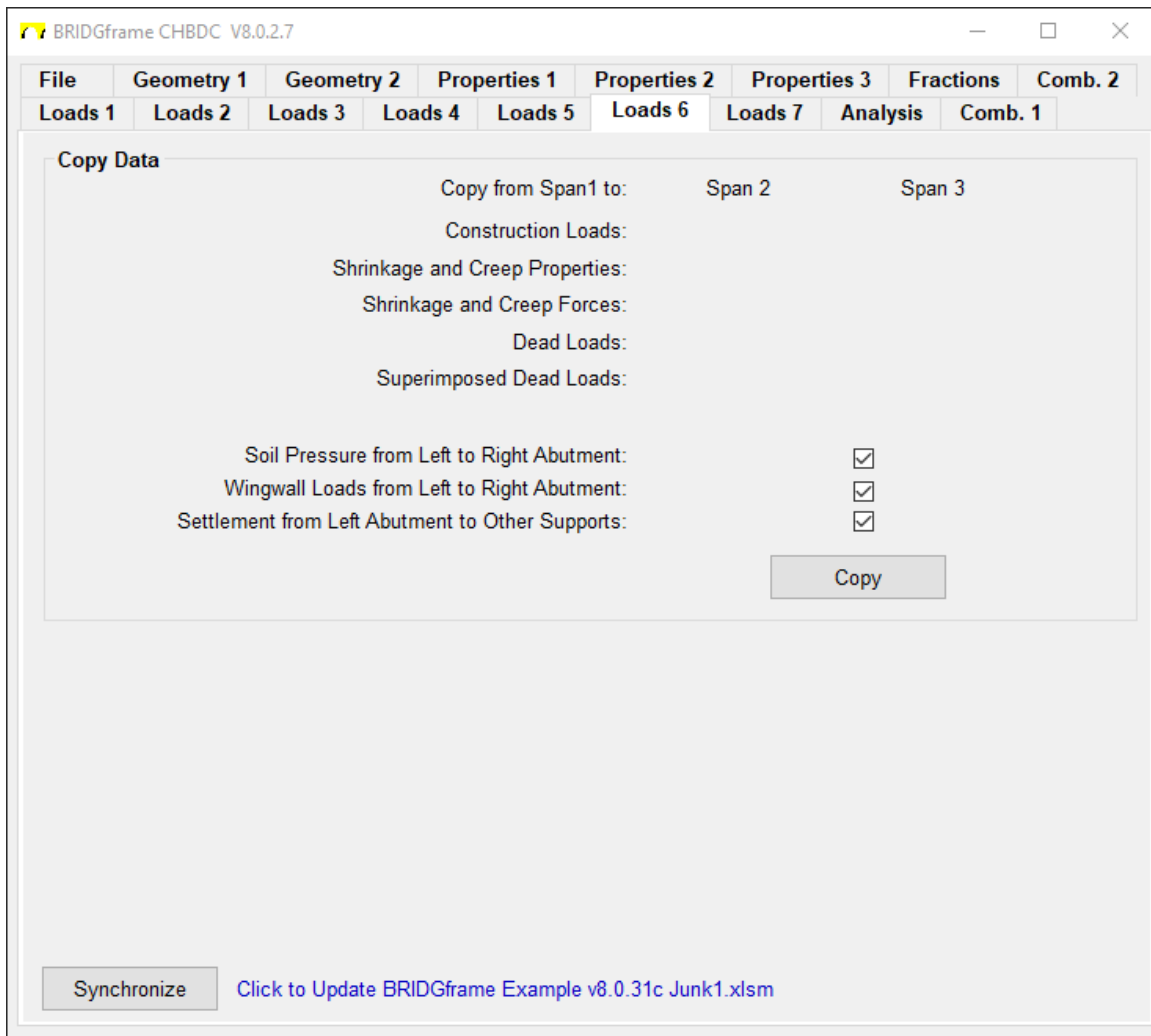 BRIDGframe CHBDC V8.0.2.7
File Geometry 1 Geometry 2 Properties 1 Properties 2 Properties 3 Fractions Comb. 2
Loads 1 Loads 2 Loads 3 Loads 4 Loads 5 Loads 6 Loads 7 Analysis Comb. 1
Copy Data
Copy from Span1 to: Span 2 Span 3
Construction Loads:
Shrinkage and Creep Properties:
Shrinkage and Creep Forces:
Dead Loads:
Superimposed Dead Loads:
Soil Pressure from Left to Right Abutment:
Wingwall Loads from Left to Right Abutment:
Settlement from Left Abutment to Other Supports:
Copy
Synchronize Click to Update BRIDGframe Example v8.0.31c Junk1.xlsm